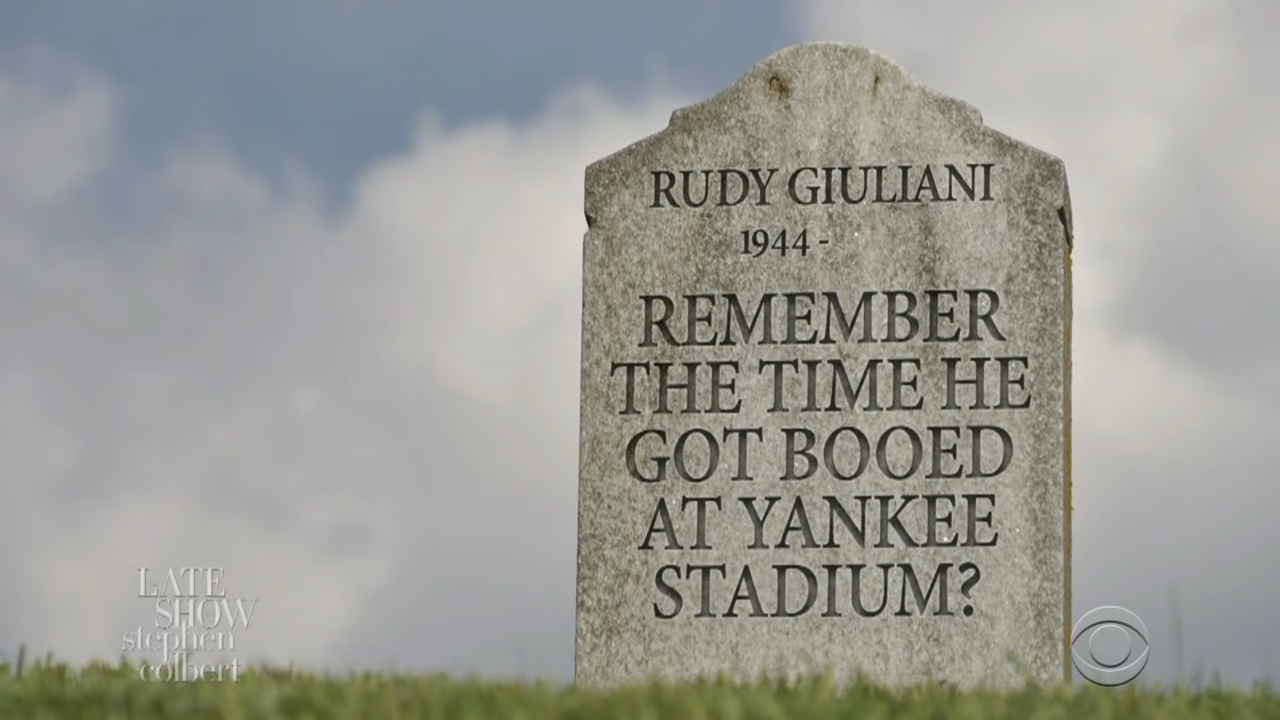 RUDY GIULIANI
1944 -
REMEMBER
THE TIME HE
GOT BOOED
AT YANKEE
STADIUM?
LATE
SHOW
stephen
colbert